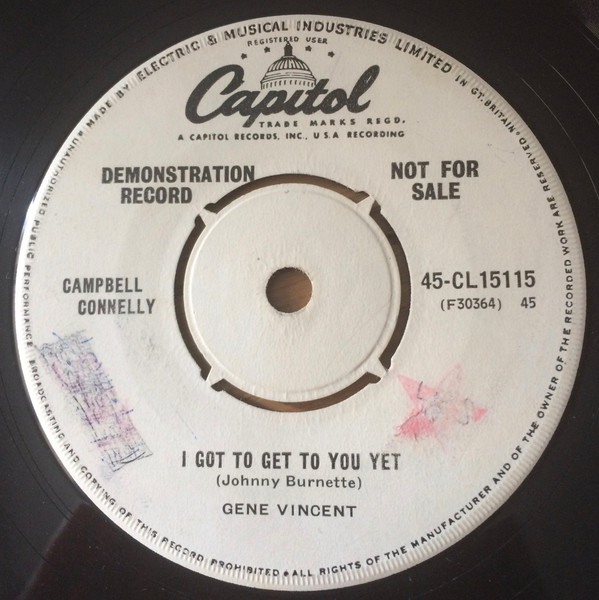 MADE BY ELECTRIC & MUSICAL INDUSTRIES LIMITED IN GT. BRITAIN • UNAUTHORIZED PUBLIC PERFORMANCE, BROADCASTING AND COPYING OF THIS RECORD PROHIBITED • ALL RIGHTS OF THE MANUFACTURER AND OF THE OWNER OF THE RECORDED WORK ARE RESERVED
REGISTERED USER
Capitol
TRADE MARKS REGD.
A CAPITOL RECORDS, INC., U.S.A RECORDING
DEMONSTRATION
RECORD
NOT FOR
SALE
CAMPBELL
CONNELLY
45-CL15115
(F30364) 45
I GOT TO GET TO YOU YET
(Johnny Burnette)
GENE VINCENT